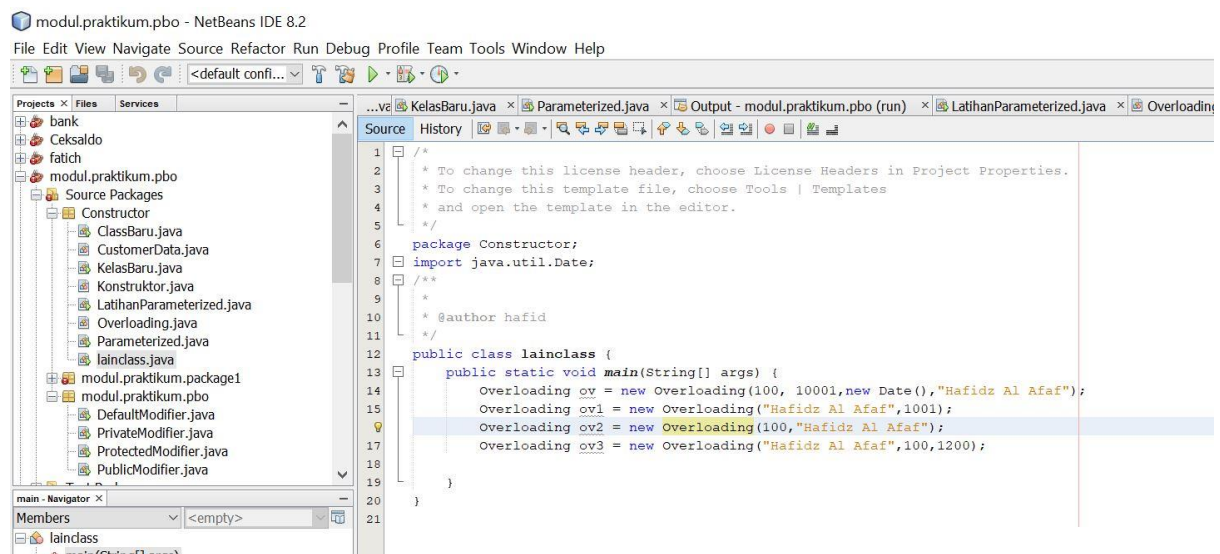 modul.praktikum.pbo - NetBeans IDE 8.2
File Edit View Navigate Source Refactor Run Debug Profile Team Tools Window Help
<default confi...
Projects Files Services
bank
Ceksaldo
fatich
modul.praktikum.pbo
Source Packages
Constructor
ClassBaru.java
CustomerData.java
KelasBaru.java
Konstruktor.java
LatihanParameterized.java
Overloading.java
Parameterized.java
lainclass.java
modul.praktikum.package1
modul.praktikum.pbo
DefaultModifier.java
PrivateModifier.java
ProtectedModifier.java
PublicModifier.java
main - Navigator
Members <empty>
lainclass
main(String[] args)
...va KelasBaru.java Parameterized.java Output - modul.praktikum.pbo (run) LatihanParameterized.java Overloading
Source History
1 /*
2 * To change this license header, choose License Headers in Project Properties.
3 * To change this template file, choose Tools | Templates
4 * and open the template in the editor.
5 */
6 package Constructor;
7 import java.util.Date;
8 /**
9 *
10 * @author hafid
11 */
12 public class lainclass {
13 public static void main(String[] args) {
14 Overloading ov = new Overloading(100, 10001,new Date(),"Hafidz Al Afaf");
15 Overloading ov1 = new Overloading("Hafidz Al Afaf",1001);
Overloading ov2 = new Overloading(100,"Hafidz Al Afaf");
17 Overloading ov3 = new Overloading("Hafidz Al Afaf",100,1200);
18
19 }
20 }
21